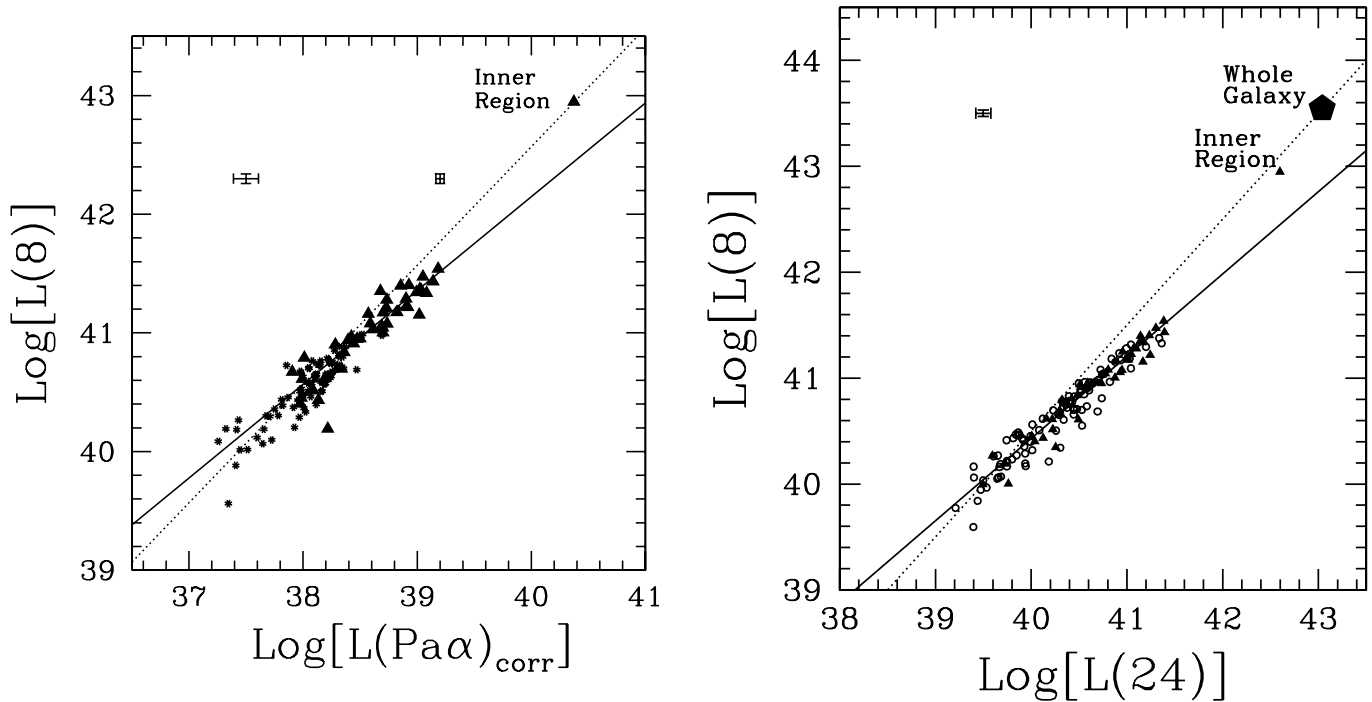 Inner
Region
43
42
41
40
39
37 38 39 40 41
Log[L(8)]
Log[L(Paα)corr]
Whole
Galaxy
Inner
Region
44
43
42
41
40
39
38 39 40 41 42 43
Log[L(8)]
Log[L(24)]